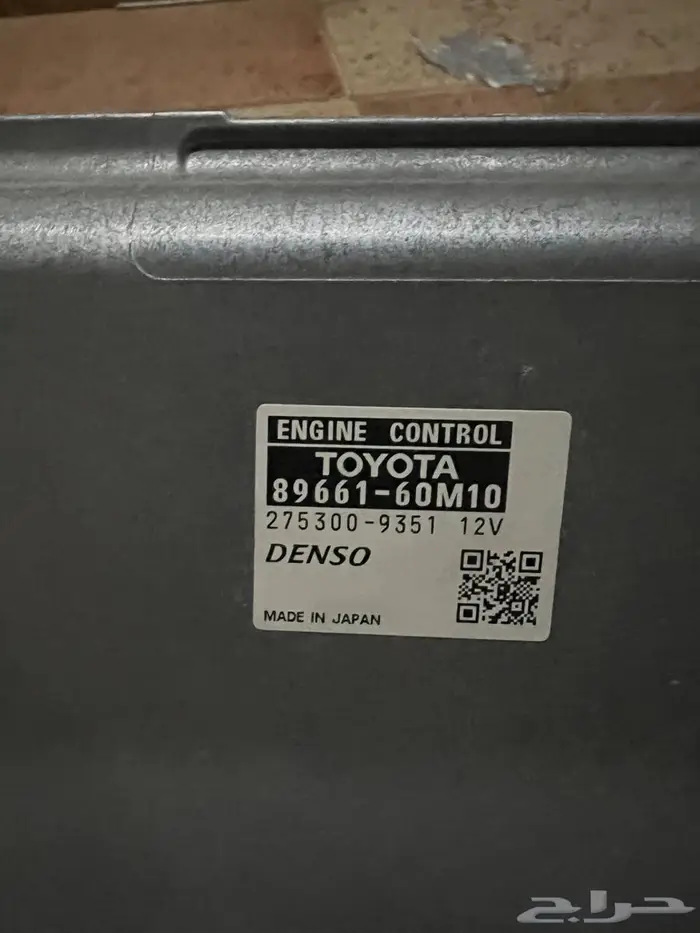 ENGINE CONTROL
TOYOTA
89661-60M10
275300-9351 12V
DENSO
MADE IN JAPAN
حراج